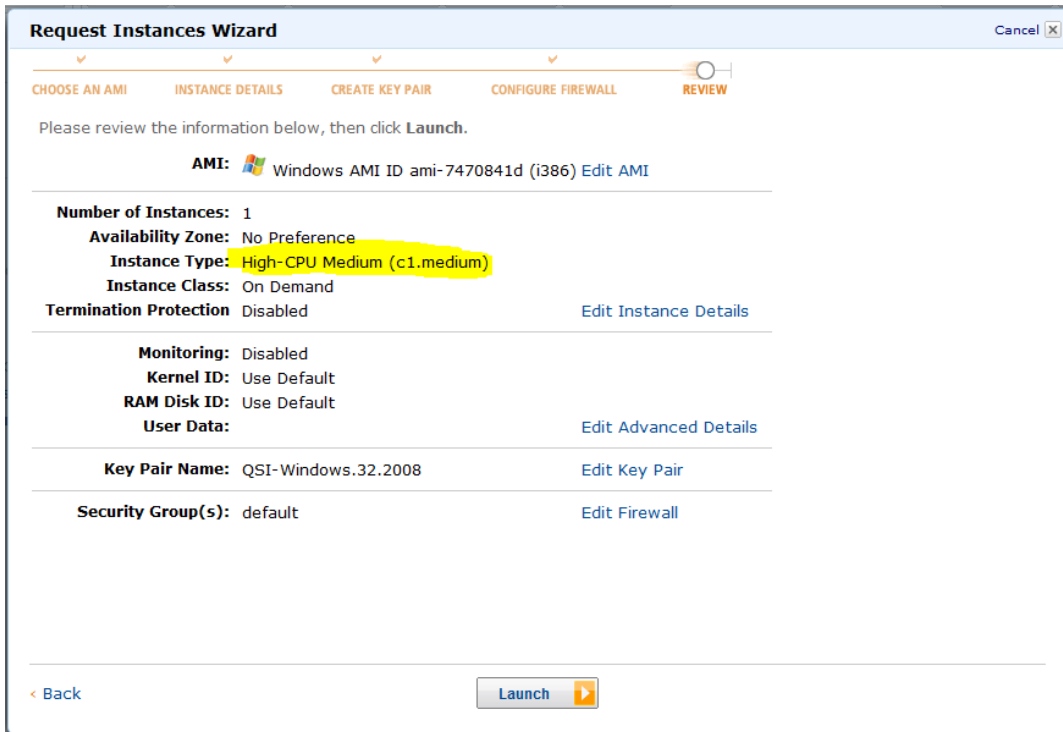 Request Instances Wizard
Cancel
CHOOSE AN AMI INSTANCE DETAILS CREATE KEY PAIR CONFIGURE FIREWALL REVIEW
Please review the information below, then click Launch.
AMI: Windows AMI ID ami-7470841d (i386) Edit AMI
Number of Instances: 1
Availability Zone: No Preference
Instance Type: High-CPU Medium (c1.medium)
Instance Class: On Demand
Termination Protection Disabled Edit Instance Details
Monitoring: Disabled
Kernel ID: Use Default
RAM Disk ID: Use Default
User Data: Edit Advanced Details
Key Pair Name: QSI-Windows.32.2008 Edit Key Pair
Security Group(s): default Edit Firewall
< Back Launch